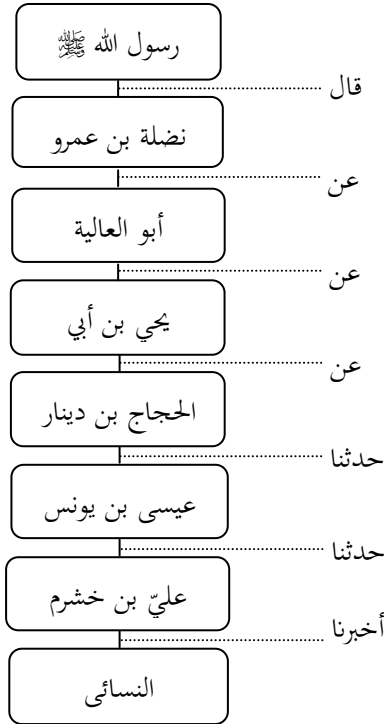 رسول الله ﷺ
قال
نضلة بن عمرو
عن
أبو العالية
عن
يحي بن أبي
عن
الحجاج بن دينار
حدثنا
عيسى بن يونس
حدثنا
عليّ بن خشرم
أخبرنا
النسائى